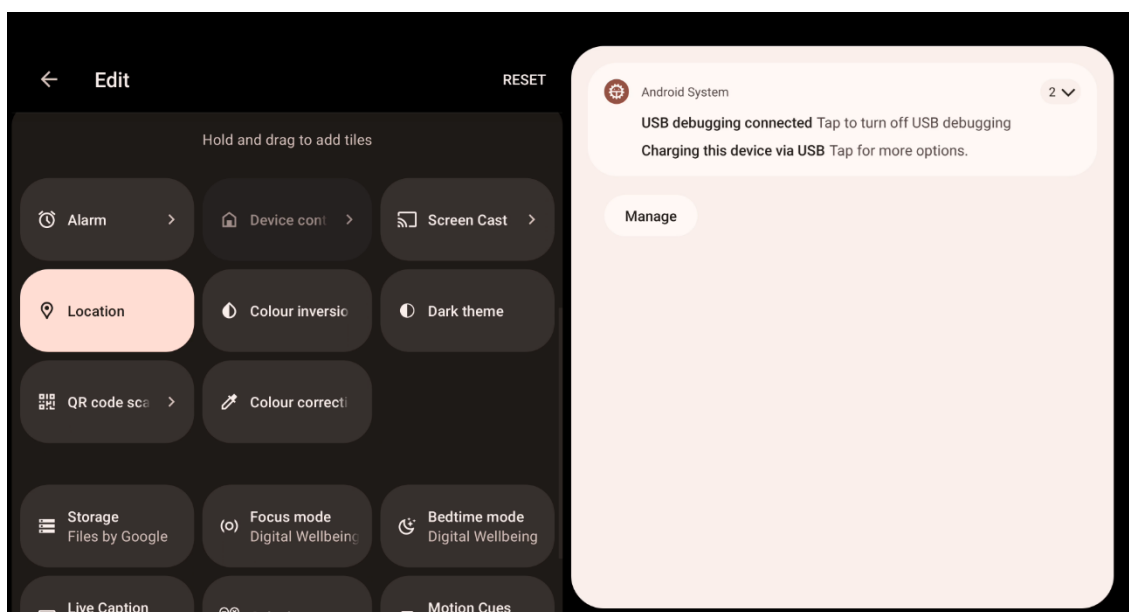 Edit
RESET
Hold and drag to add tiles
Alarm
Device cont
Screen Cast
Location
Colour inversio
Dark theme
QR code sca
Colour correcti
Storage
Files by Google
Focus mode
Digital Wellbeing
Bedtime mode
Digital Wellbeing
Live Caption
Motion Cues
Android System
2
USB debugging connected Tap to turn off USB debugging
Charging this device via USB Tap for more options.
Manage